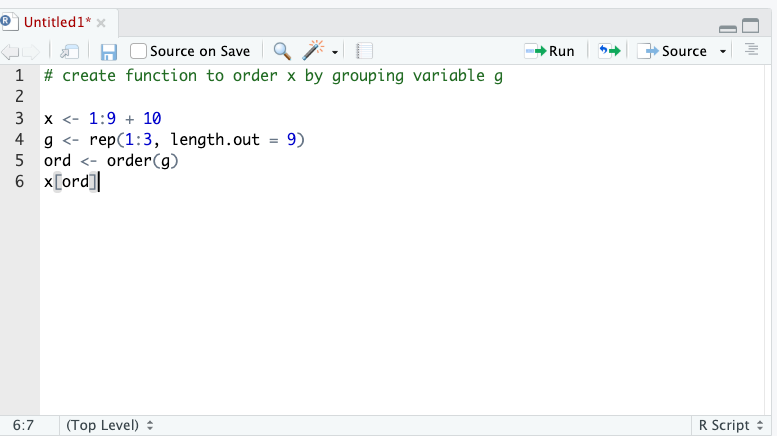 Untitled1*
Source on Save
Run
Source
1 # create function to order x by grouping variable g
2
3 x <- 1:9 + 10
4 g <- rep(1:3, length.out = 9)
5 ord <- order(g)
6 x[ord]
6:7 (Top Level) R Script